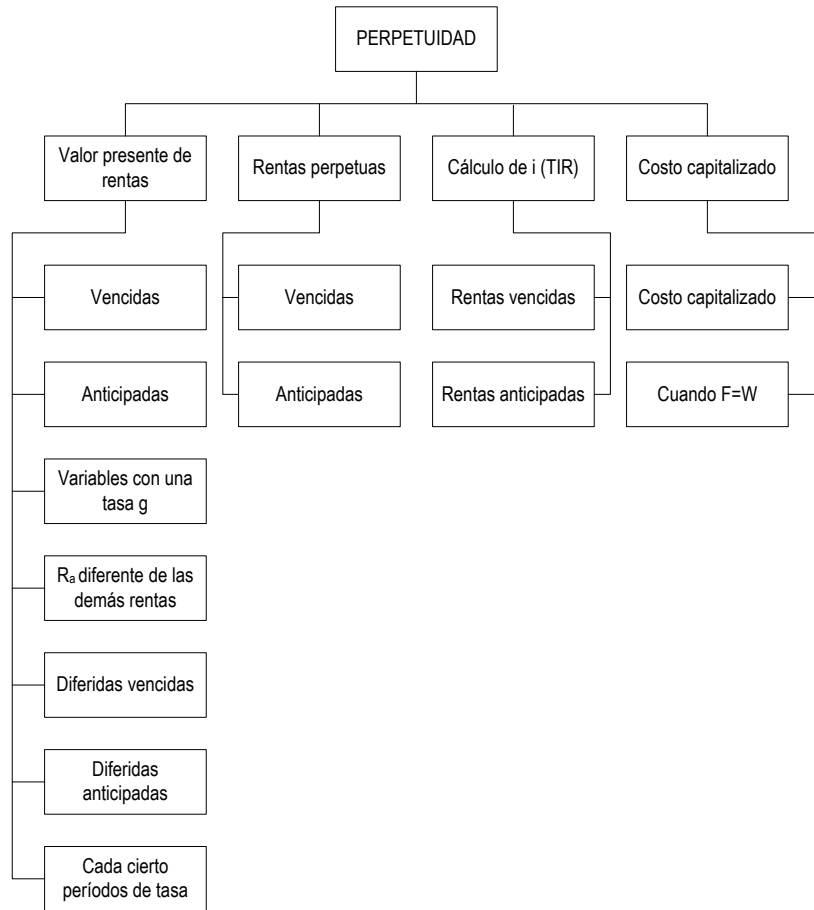 PERPETUIDAD
Valor presente de
rentas
Rentas perpetuas
Cálculo de i (TIR)
Costo capitalizado
Vencidas
Vencidas
Rentas vencidas
Costo capitalizado
Anticipadas
Anticipadas
Rentas anticipadas
Cuando F=W
Variables con una
tasa g
Rₐ diferente de las
demás rentas
Diferidas vencidas
Diferidas
anticipadas
Cada cierto
períodos de tasa